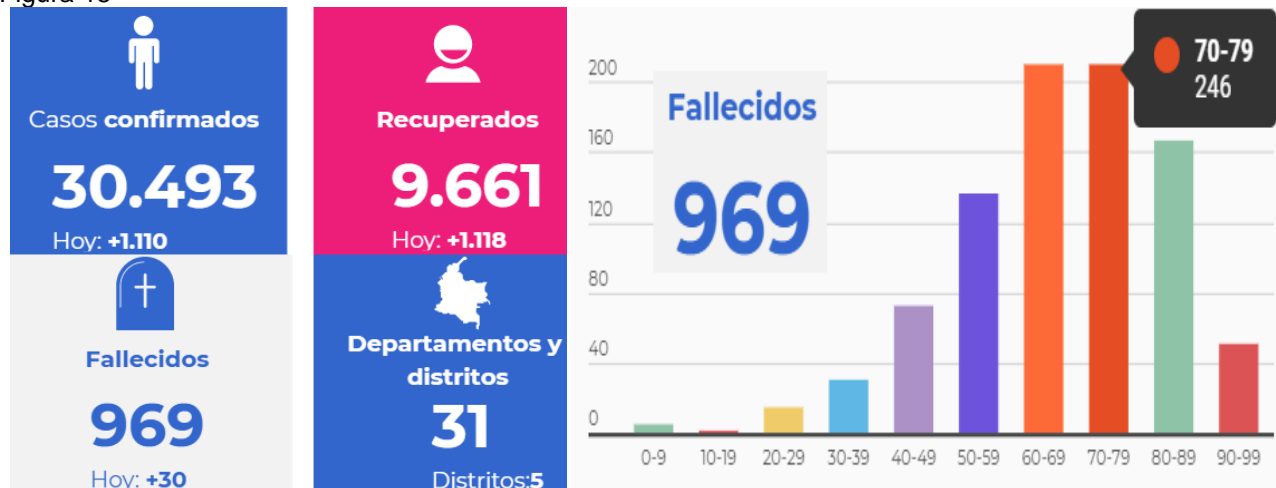 Casos confirmados
30.493
Hoy: +1.110
Recuperados
9.661
Hoy: +1.118
Fallecidos
969
Hoy: +30
Departamentos y
distritos
31
Distritos:5
Fallecidos
969
70-79
246
200
160
120
80
40
0
0-9 10-19 20-29 30-39 40-49 50-59 60-69 70-79 80-89 90-99